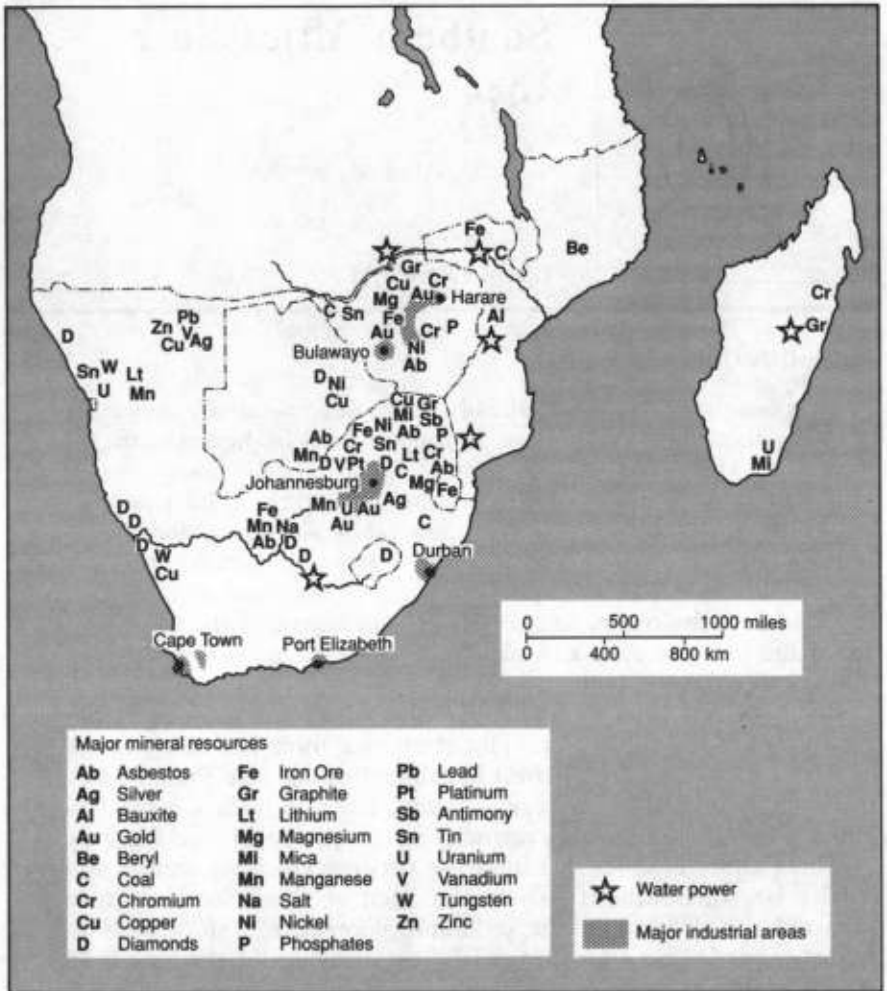 Fe
C
Be
Gr
Cu Cr
Mg Au Harare
C Sn
Fe
Al
Cr P
Au
Ni
Bulawayo
Ab
Cr
Gr
Pb
Zn V
Cu Ag
D
Sn W Lt
U Mn
D Ni
Cu
Cu Gr
Mi Sb
Ni
Ab Fe Ab P
Cr Sn
Mn Lt Cr
D V Pt D C Ab
Johannesburg Mg Fe
Ag
Mn U Au
Au
C
Fe
Mn Na
Ab D
D
D
D
D
D W
Cu
D
Durban
U
Mi
Cape Town
Port Elizabeth
0 500 1000 miles
0 400 800 km
Major mineral resources
Ab Asbestos Fe Iron Ore Pb Lead
Ag Silver Gr Graphite Pt Platinum
Al Bauxite Lt Lithium Sb Antimony
Au Gold Mg Magnesium Sn Tin
Be Beryl Mi Mica U Uranium
C Coal Mn Manganese V Vanadium
Cr Chromium Na Salt W Tungsten
Cu Copper Ni Nickel Zn Zinc
D Diamonds P Phosphates
Water power
Major industrial areas